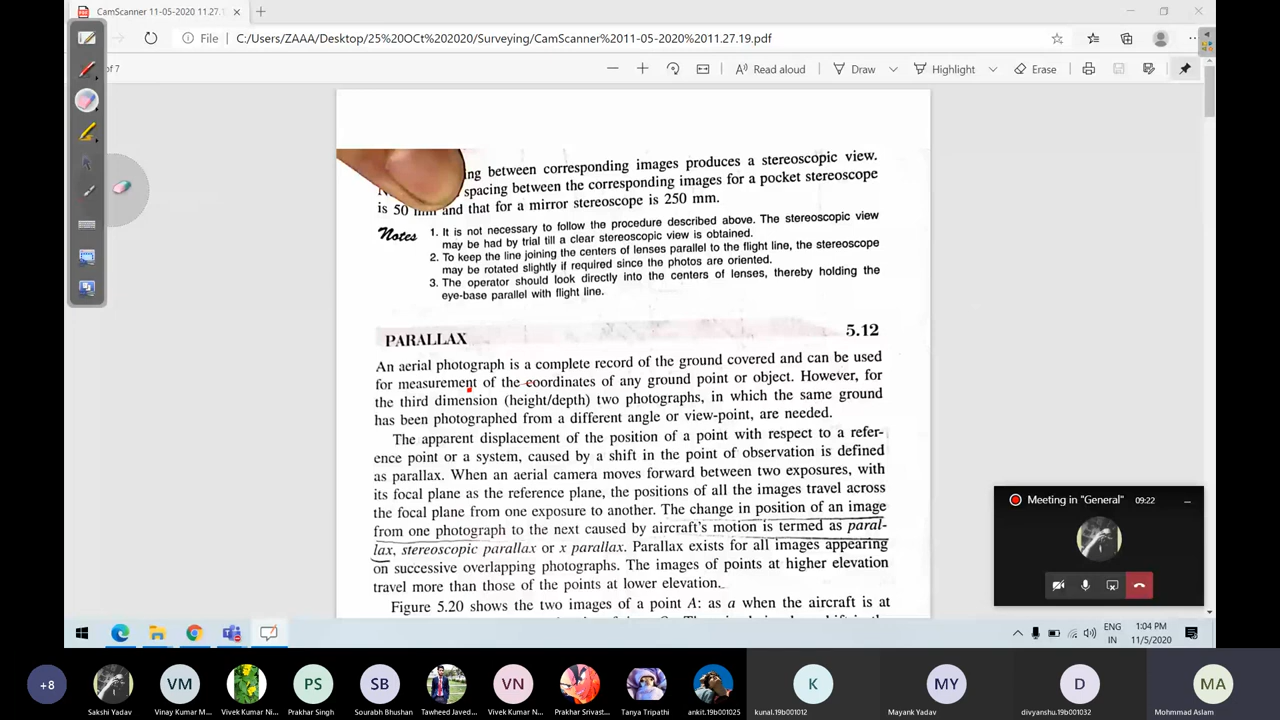 CamScanner 11-05-2020 11.27.1
File
C:/Users/ZAAA/Desktop/25%20OCt%202020/Surveying/CamScanner%2011-05-2020%2011.27.19.pdf
of 7
Read aloud
Draw
Highlight
Erase
ing between corresponding images produces a stereoscopic view.
spacing between the corresponding images for a pocket stereoscope
is 50 mm and that for a mirror stereoscope is 250 mm.
Notes
1. It is not necessary to follow the procedure described above. The stereoscopic view
may be had by trial till a clear stereoscopic view is obtained.
2. To keep the line joining the centers of lenses parallel to the flight line, the stereoscope
may be rotated slightly if required since the photos are oriented.
3. The operator should look directly into the centers of lenses, thereby holding the
eye-base parallel with flight line.
PARALLAX 5.12
An aerial photograph is a complete record of the ground covered and can be used
for measurement of the coordinates of any ground point or object. However, for
the third dimension (height/depth) two photographs, in which the same ground
has been photographed from a different angle or view-point, are needed.
The apparent displacement of the position of a point with respect to a refer-
ence point or a system, caused by a shift in the point of observation is defined
as parallax. When an aerial camera moves forward between two exposures, with
its focal plane as the reference plane, the positions of all the images travel across
the focal plane from one exposure to another. The change in position of an image
from one photograph to the next caused by aircraft's motion is termed as paral-
lax, stereoscopic parallax or x parallax. Parallax exists for all images appearing
on successive overlapping photographs. The images of points at higher elevation
travel more than those of the points at lower elevation.
Figure 5.20 shows the two images of a point A: as a when the aircraft is at
Meeting in "General"
09:22
ENG
IN
1:04 PM
11/5/2020
+8
VM
PS
SB
VN
K
MY
D
MA
Sakshi Yadav
Vinay Kumar M...
Vivek Kumar Ni...
Prakhar Singh
Sourabh Bhushan
Tawheed Javed...
Vivek Kumar N...
Prakhar Srivast...
Tanya Tripathi
ankit.19b001025
kunal.19b001012
Mayank Yadav
divyanshu.19b001032
Mohmmad Aslam